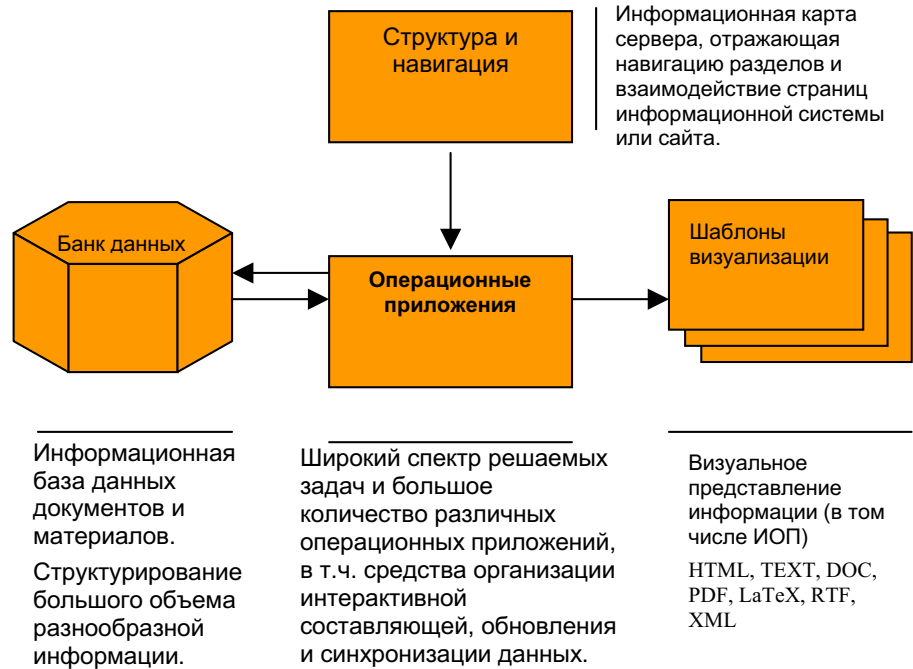 Структура и
навигация
Информационная карта
сервера, отражающая
навигацию разделов и
взаимодействие страниц
информационной системы
или сайта.
Банк данных
Операционные
приложения
Шаблоны
визуализации
Информационная
база данных
документов и
материалов.
Структурирование
большого объема
разнообразной
информации.
Широкий спектр решаемых
задач и большое
количество различных
операционных приложений,
в т.ч. средства организации
интерактивной
составляющей, обновления
и синхронизации данных.
Визуальное
представление
информации (в том
числе ИОП)
HTML, TEXT, DOC,
PDF, LaTeX, RTF,
XML